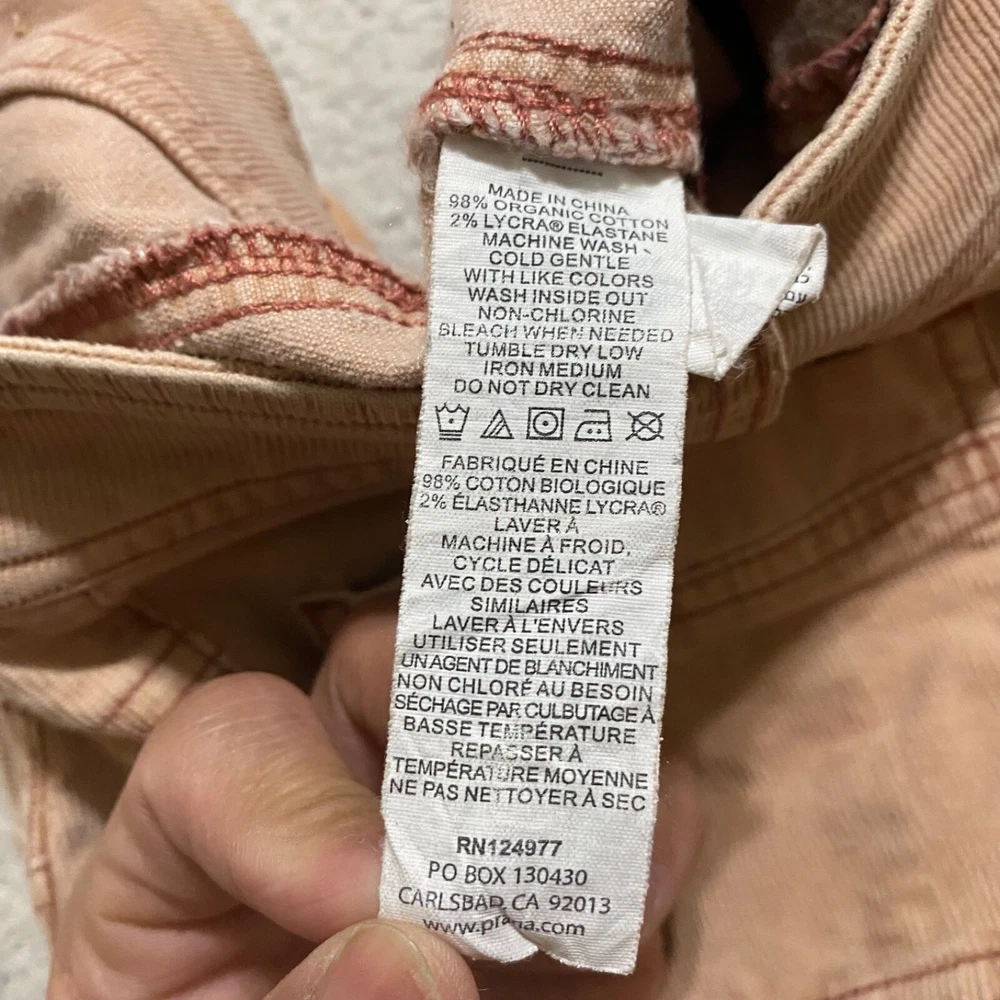 MADE IN CHINA
98% ORGANIC COTTON
2% LYCRA® ELASTANE
MACHINE WASH -
COLD GENTLE
WITH LIKE COLORS
WASH INSIDE OUT
NON-CHLORINE
BLEACH WHEN NEEDED
TUMBLE DRY LOW
IRON MEDIUM
DO NOT DRY CLEAN
FABRIQUÉ EN CHINE
98% COTON BIOLOGIQUE
2% ÉLASTHANNE LYCRA®
LAVER À
MACHINE À FROID,
CYCLE DÉLICAT
AVEC DES COULEURS
SIMILAIRES
LAVER À L'ENVERS
UTILISER SEULEMENT
UN AGENT DE BLANCHIMENT
NON CHLORÉ AU BESOIN
SÉCHAGE PAR CULBUTAGE À
BASSE TEMPÉRATURE
REPASSER À
TEMPÉRATURE MOYENNE
NE PAS NETTOYER À SEC
RN124977
PO BOX 130430
CARLSBAD, CA 92013
www.prana.com